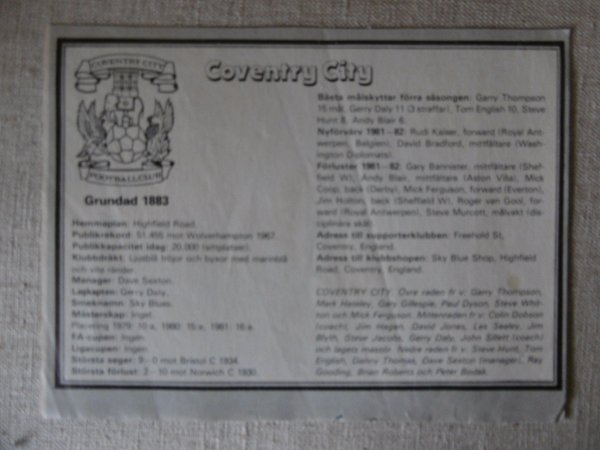 COVENTRY CITY
FOOTBALL CLUB
Grundad 1883
Hemmaplan: Highfield Road.
Publikrekord: 51.455 mot Wolverhampton 1967.
Publikkapacitet idag: 20.000 (sittplatser).
Klubbdräkt: Ljusblå tröjor och byxor med marinblå
och vita ränder.
Manager: Dave Sexton.
Lagkapten: Gerry Daly.
Smeknamn: Sky Blues.
Mästerskap: Inget.
Placering 1979: 10:a, 1980: 15:e, 1981: 16:e.
FA-cupen: Ingen.
Ligacupen: Ingen.
Största seger: 9–0 mot Bristol C 1934.
Största förlust: 2–10 mot Norwich C 1930.
Coventry City
Bästa målskyttar förra säsongen: Garry Thompson
15 mål, Gerry Daly 11 (3 straffar), Tom English 10, Steve
Hunt 8, Andy Blair 6.
Nyförvärv 1981–82: Rudi Kaiser, forward (Royal Ant-
werpen, Belgien), David Bradford, mittfältare (Wash-
ington Diplomats).
Förluster 1981–82: Gary Bannister, mittfältare (Shef-
field W), Andy Blair, mittfältare (Aston Villa), Mick
Coop, back (Derby), Mick Ferguson, forward (Everton),
Jim Holton, back (Sheffield W), Roger van Gool, for-
ward (Royal Antwerpen), Steve Murcott, målvakt (dis-
ciplinära skäl).
Adress till supporterklubben: Freehold St,
Coventry, England.
Adress till klubbshopen: Sky Blue Shop, Highfield
Road, Coventry, England.
COVENTRY CITY. Övre raden fr v: Garry Thompson,
Mark Hateley, Gary Gillespie, Paul Dyson, Steve Whit-
ton och Mick Ferguson. Mittenraden fr v: Colin Dobson
(coach), Jim Hagan, David Jones, Les Sealey, Jim
Blyth, Steve Jacobs, Gerry Daly, John Sillett (coach)
och lagets massör. Nedre raden fr v: Steve Hunt, Tom
English, Danny Thomas, Dave Sexton (manager), Ray
Gooding, Brian Roberts och Peter Bodak.